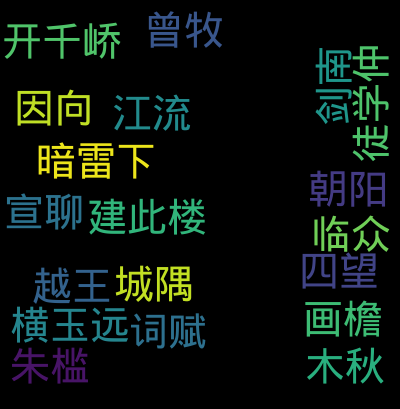 开千峤
曾牧
剑南
徒学仲
因向
江流
暗雷下
朝阳
宣聊
建此楼
临众
四望
越王
城隅
横玉远
词赋
画檐
朱槛
木秋